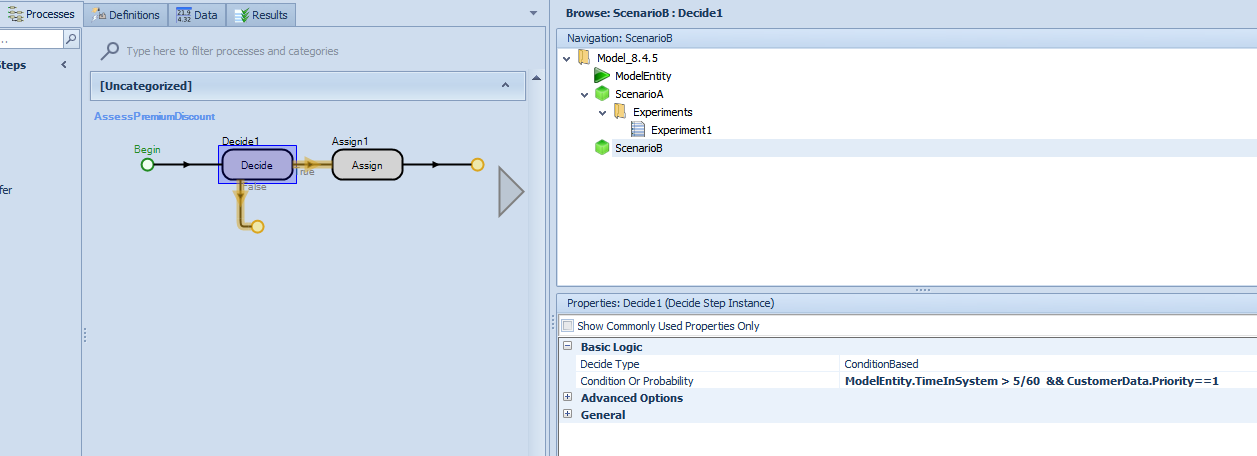 Processes
Definitions
Data
Results
..
Steps
Type here to filter processes and categories
[Uncategorized]
AssessPremiumDiscount
Begin
Decide1
Decide
True
False
Assign1
Assign
fer
Browse: ScenarioB : Decide1
Navigation: ScenarioB
Model_8.4.5
ModelEntity
ScenarioA
Experiments
Experiment1
ScenarioB
Properties: Decide1 (Decide Step Instance)
Show Commonly Used Properties Only
Basic Logic
Decide Type ConditionBased
Condition Or Probability ModelEntity.TimeInSystem > 5/60 && CustomerData.Priority==1
Advanced Options
General